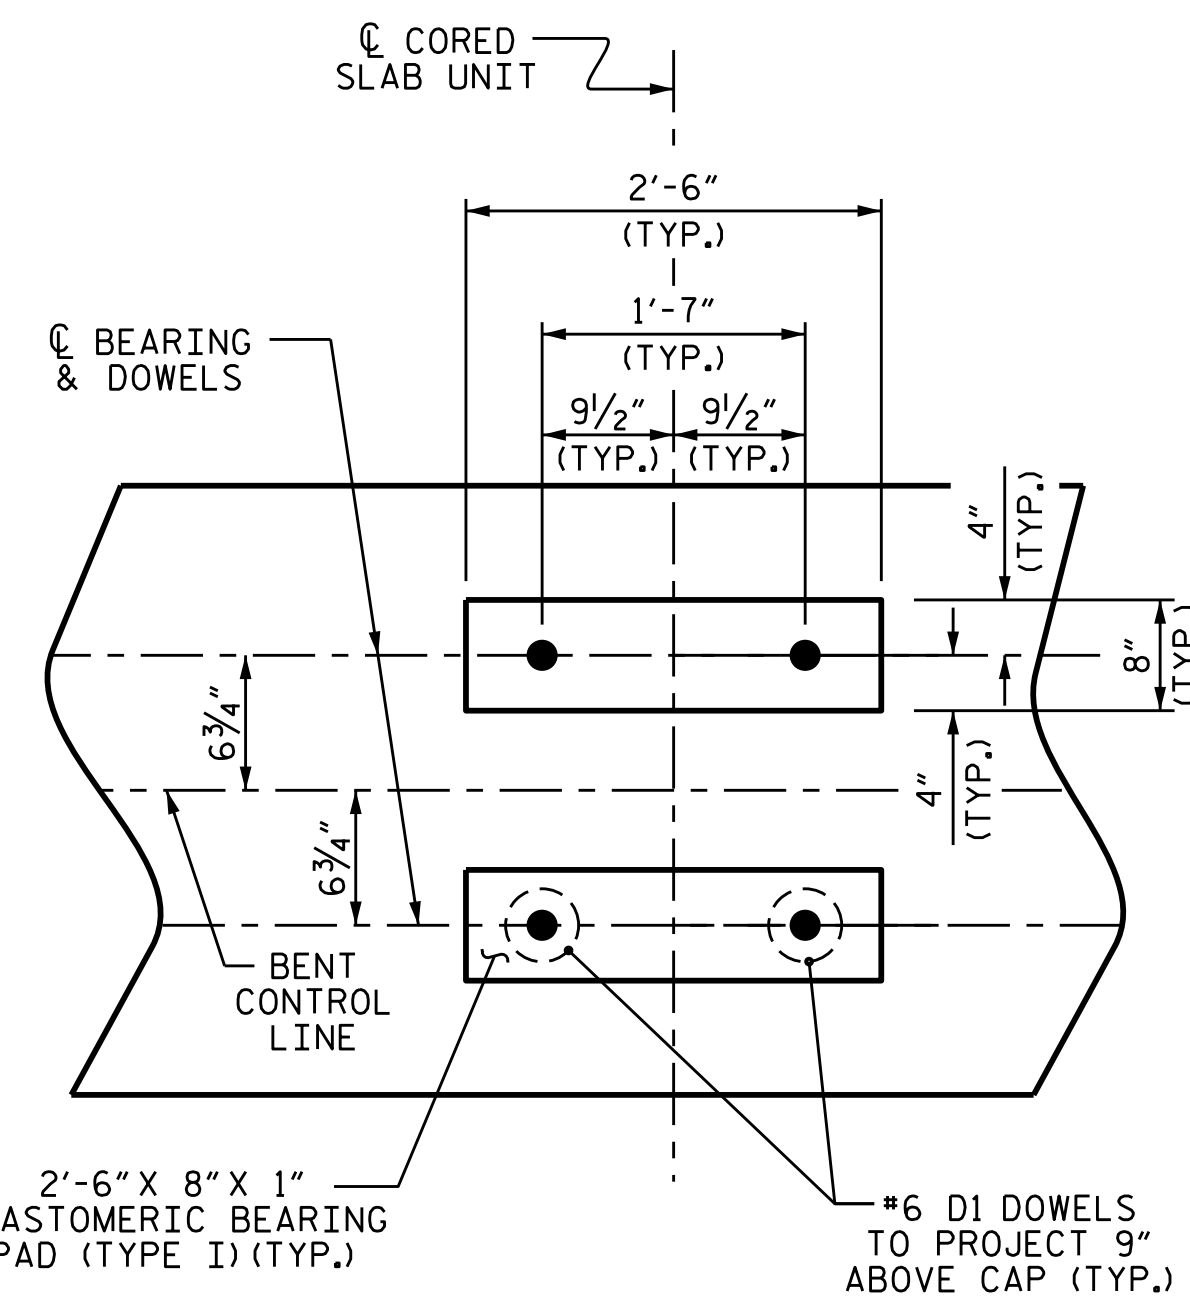 ℄ CORED
SLAB UNIT
2'-6"
(TYP.)
1'-7"
(TYP.)
9½" 9½"
(TYP.) (TYP.)
℄ BEARING
& DOWELS
4"
(TYP.)
8"
(TYP.)
6¾"
4"
(TYP.)
6¾"
BENT
CONTROL
LINE
2'-6" X 8" X 1"
ASTOMERIC BEARING
PAD (TYPE I)(TYP.)
#6 D1 DOWELS
TO PROJECT 9"
ABOVE CAP (TYP.)